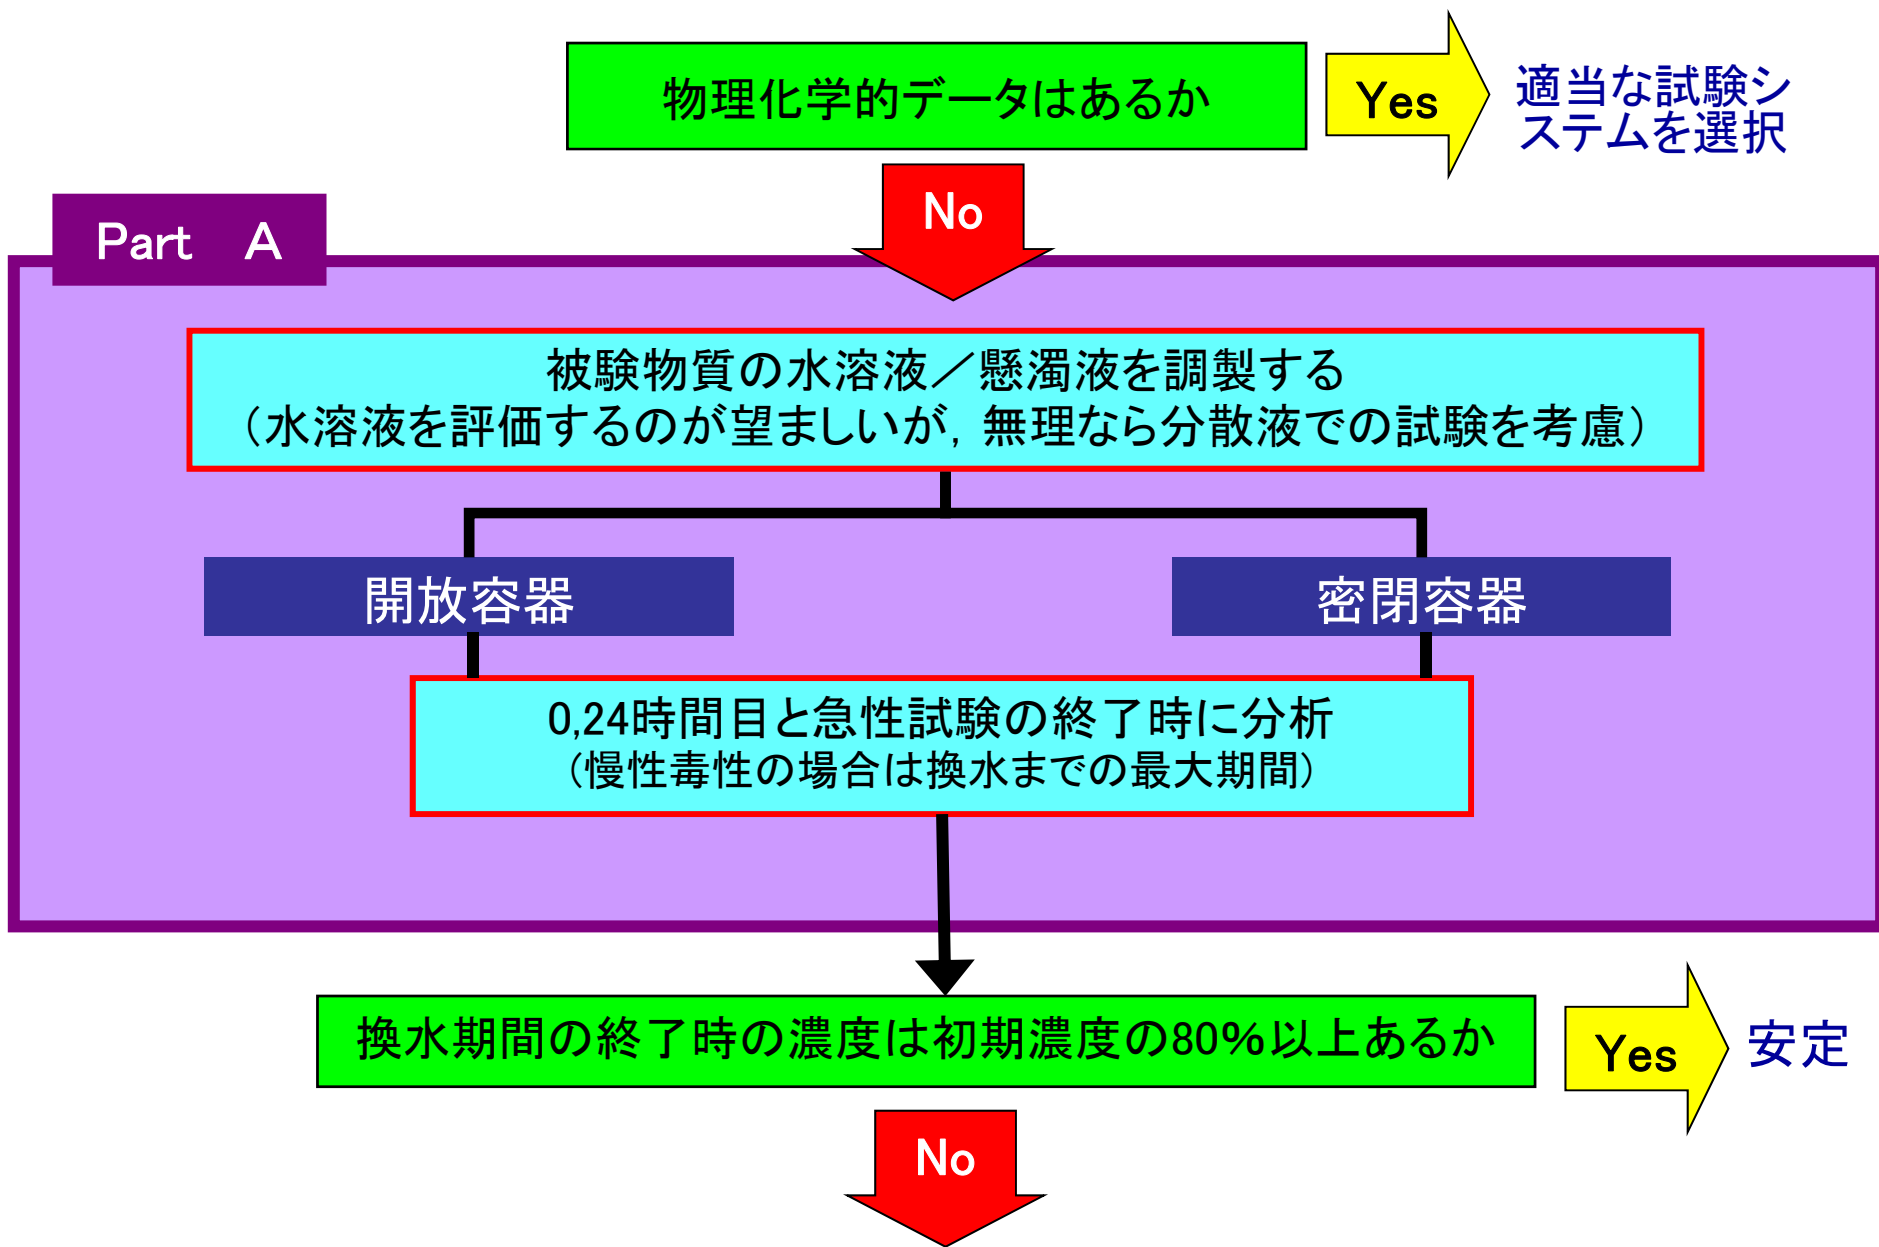 物理化学的データはあるか
Yes
適当な試験シ
ステムを選択
No
Part　A
被験物質の水溶液／懸濁液を調製する
（水溶液を評価するのが望ましいが，無理なら分散液での試験を考慮）
開放容器
密閉容器
0,24時間目と急性試験の終了時に分析
（慢性毒性の場合は換水までの最大期間）
換水期間の終了時の濃度は初期濃度の80％以上あるか
Yes
安定
No